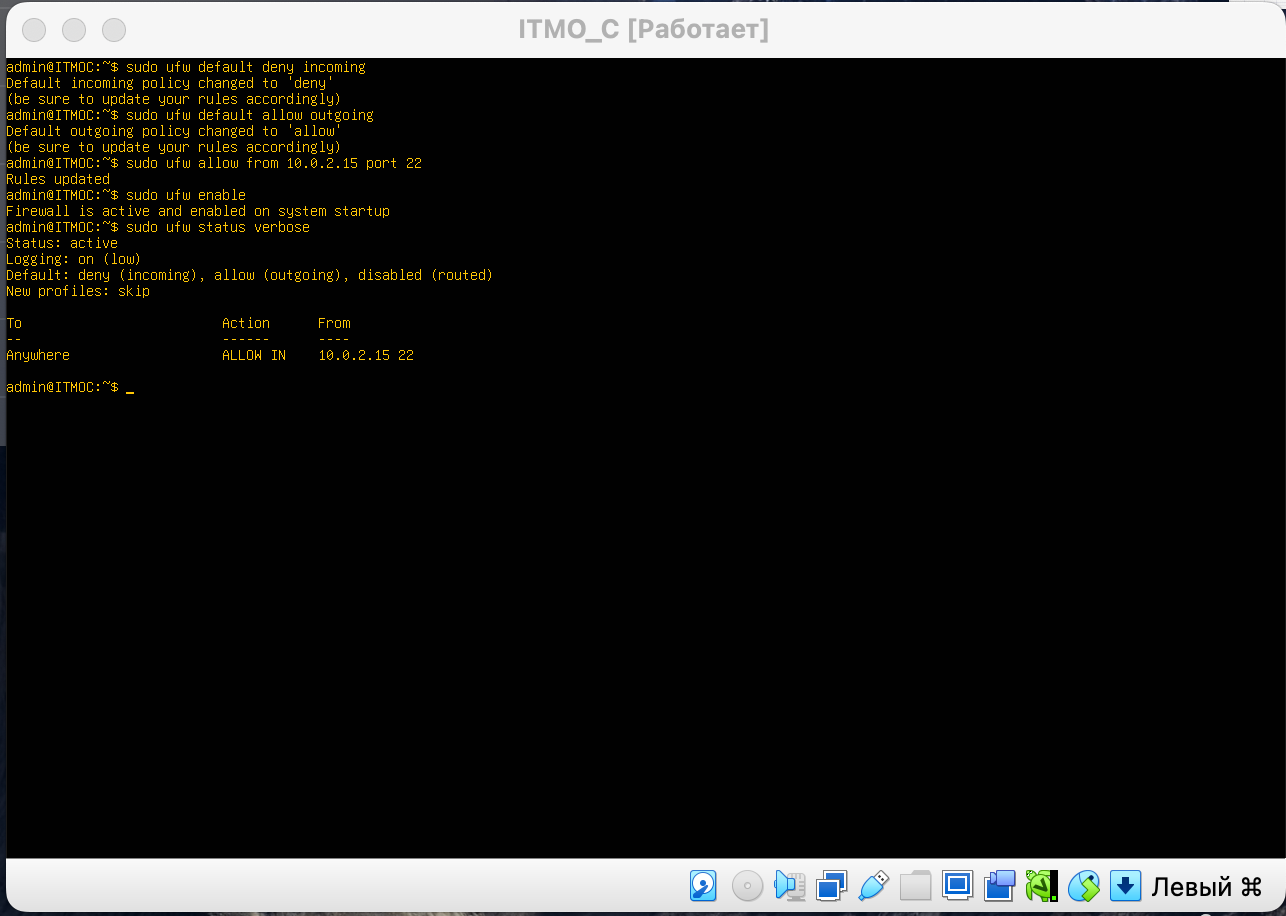 ITMO_C [Работает]
admin@ITMOC:~$ sudo ufw default deny incoming
Default incoming policy changed to 'deny'
(be sure to update your rules accordingly)
admin@ITMOC:~$ sudo ufw default allow outgoing
Default outgoing policy changed to 'allow'
(be sure to update your rules accordingly)
admin@ITMOC:~$ sudo ufw allow from 10.0.2.15 port 22
Rules updated
admin@ITMOC:~$ sudo ufw enable
Firewall is active and enabled on system startup
admin@ITMOC:~$ sudo ufw status verbose
Status: active
Logging: on (low)
Default: deny (incoming), allow (outgoing), disabled (routed)
New profiles: skip
To                         Action      From
--                         ------      ----
Anywhere                   ALLOW IN    10.0.2.15 22
admin@ITMOC:~$ _
Левый ⌘